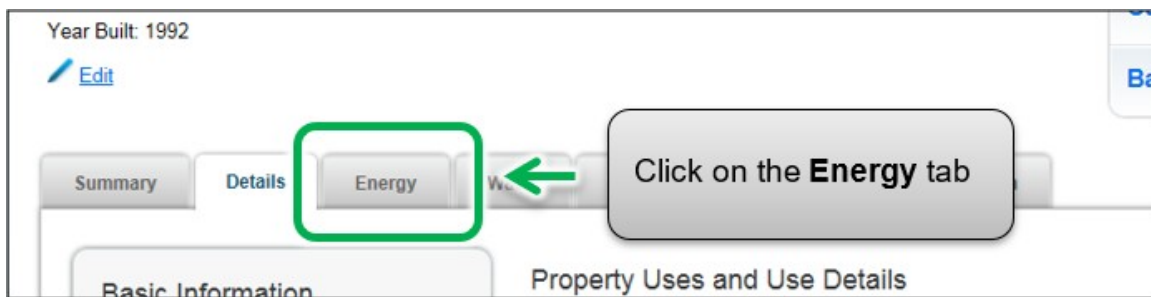 Year Built: 1992
Edit
Summary Details Energy
Click on the Energy tab
Basic Information
Property Uses and Use Details